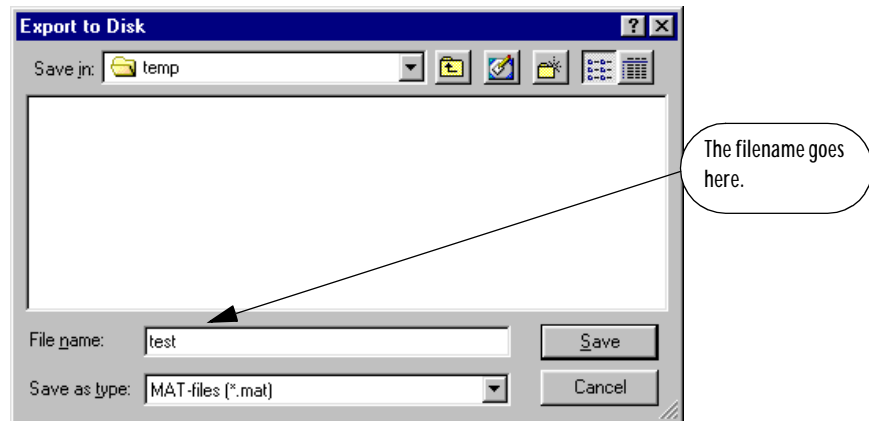 Export to Disk
Save in: temp
The filename goes
here.
File name: test
Save
Save as type: MAT-files (*.mat)
Cancel